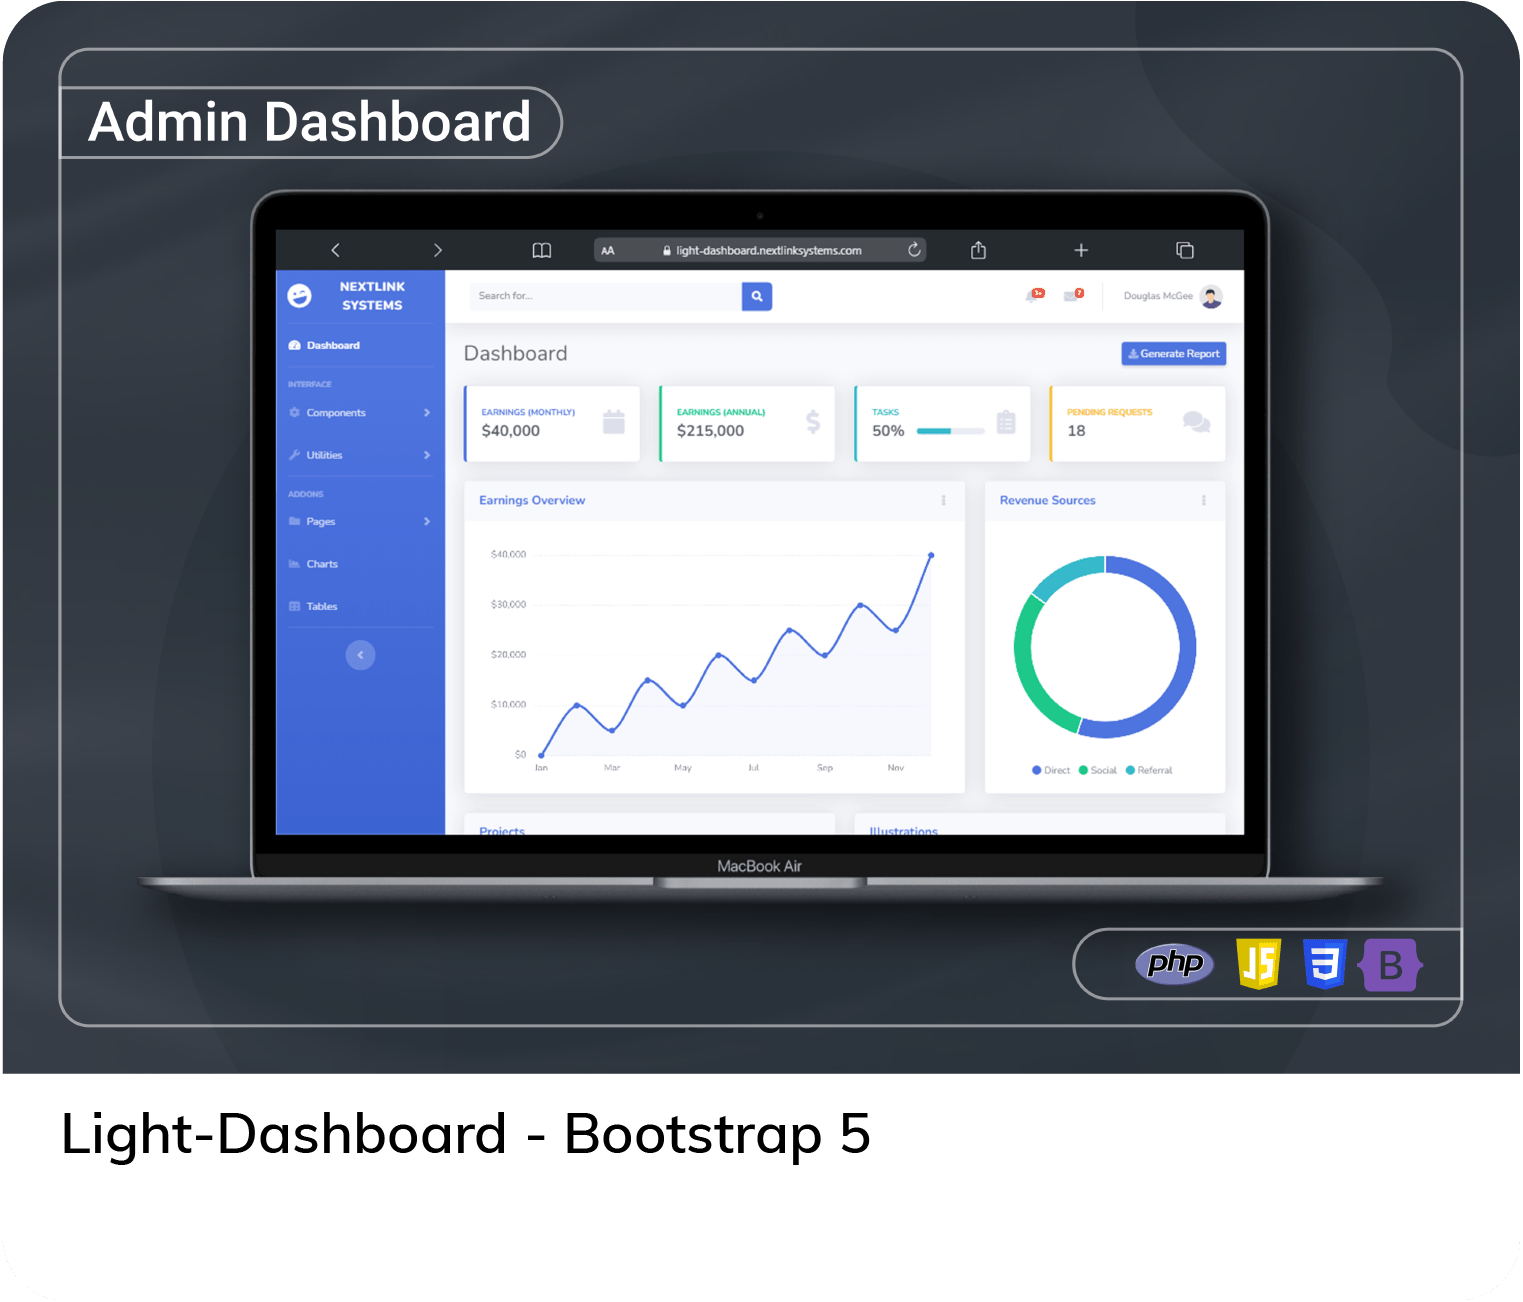 Admin Dashboard
AA light-dashboard.nextlinksystems.com
NEXTLINK
SYSTEMS
Search for...
3+
7
Douglas McGee
Dashboard
INTERFACE
Components
Utilities
ADDONS
Pages
Charts
Tables
Dashboard
Generate Report
EARNINGS (MONTHLY)
$40,000
EARNINGS (ANNUAL)
$215,000
TASKS
50%
PENDING REQUESTS
18
Earnings Overview
$40,000
$30,000
$20,000
$10,000
$0
Jan Mar May Jul Sep Nov
Revenue Sources
Direct Social Referral
Projects
Illustrations
MacBook Air
php
JS
3
B
Light-Dashboard - Bootstrap 5